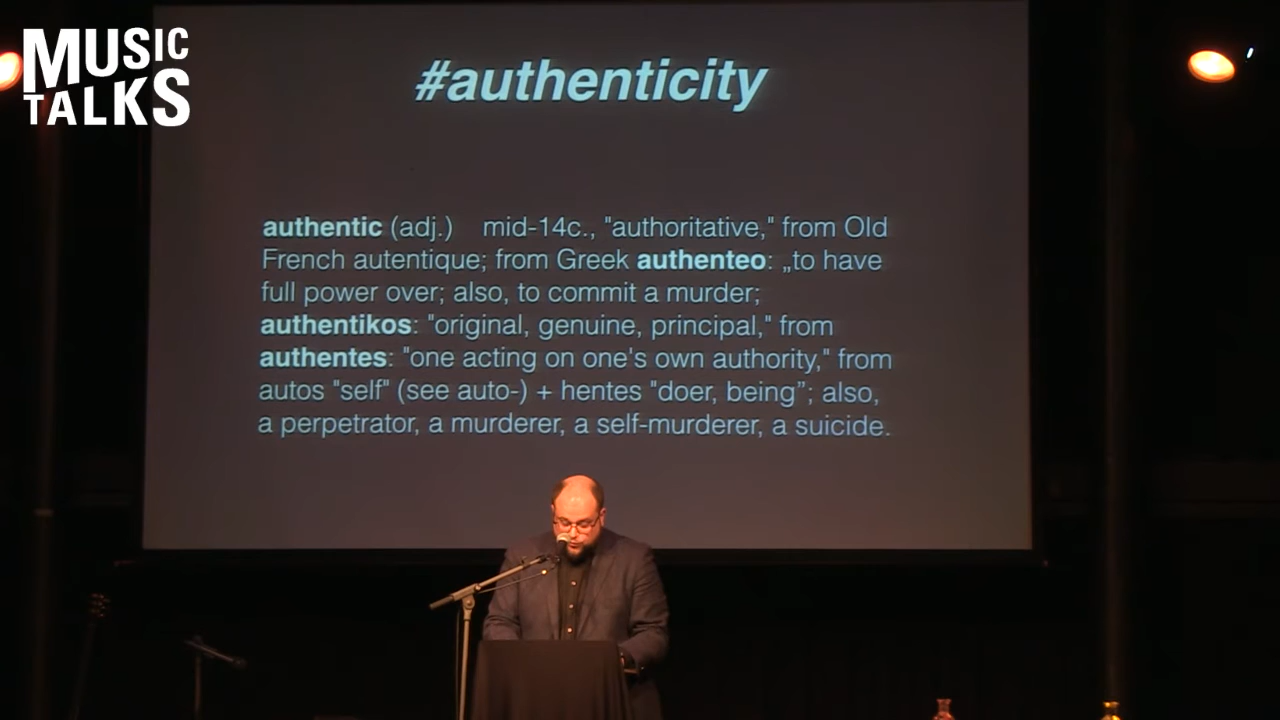 MUSIC
TALKS
#authenticity
authentic (adj.) mid-14c., "authoritative," from Old
French autentique; from Greek authenteo: „to have
full power over; also, to commit a murder;
authentikos: "original, genuine, principal," from
authentes: "one acting on one's own authority," from
autos "self" (see auto-) + hentes "doer, being”; also,
a perpetrator, a murderer, a self-murderer, a suicide.